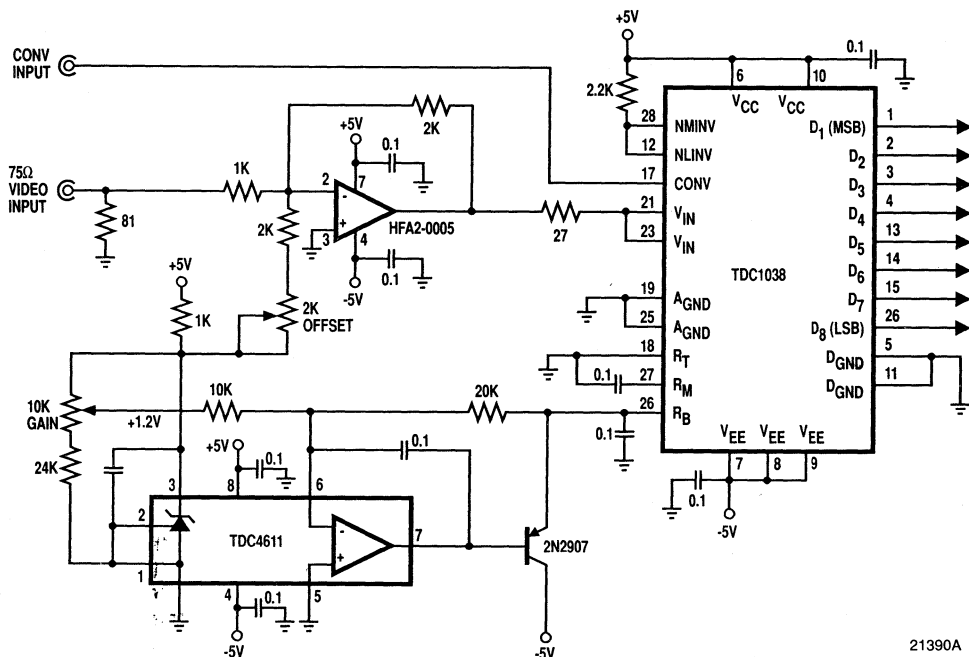 +5V
CONV
INPUT
0.1
6
10
2.2K
VCC
VCC
2K
28
NMINV
D1 (MSB)
1
+5V
0.1
12
NLINV
D2
2
75Ω
VIDEO
INPUT
1K
2
7
17
CONV
D3
3
-
+
HFA2-0005
21
VIN
D4
4
81
2K
3
4
27
23
VIN
D5
13
0.1
TDC1038
D6
14
+5V
-5V
19
AGND
D7
15
1K
2K
OFFSET
25
AGND
D8 (LSB)
26
18
RT
DGND
5
0.1
27
RM
DGND
11
10K
GAIN
+1.2V
10K
20K
26
RB
0.1
VEE
VEE
VEE
24K
+5V
0.1
0.1
7
8
9
0.1
-5V
3
8
6
2
TDC4611
-
+
7
2N2907
1
4
0.1
5
-5V
-5V
21390A